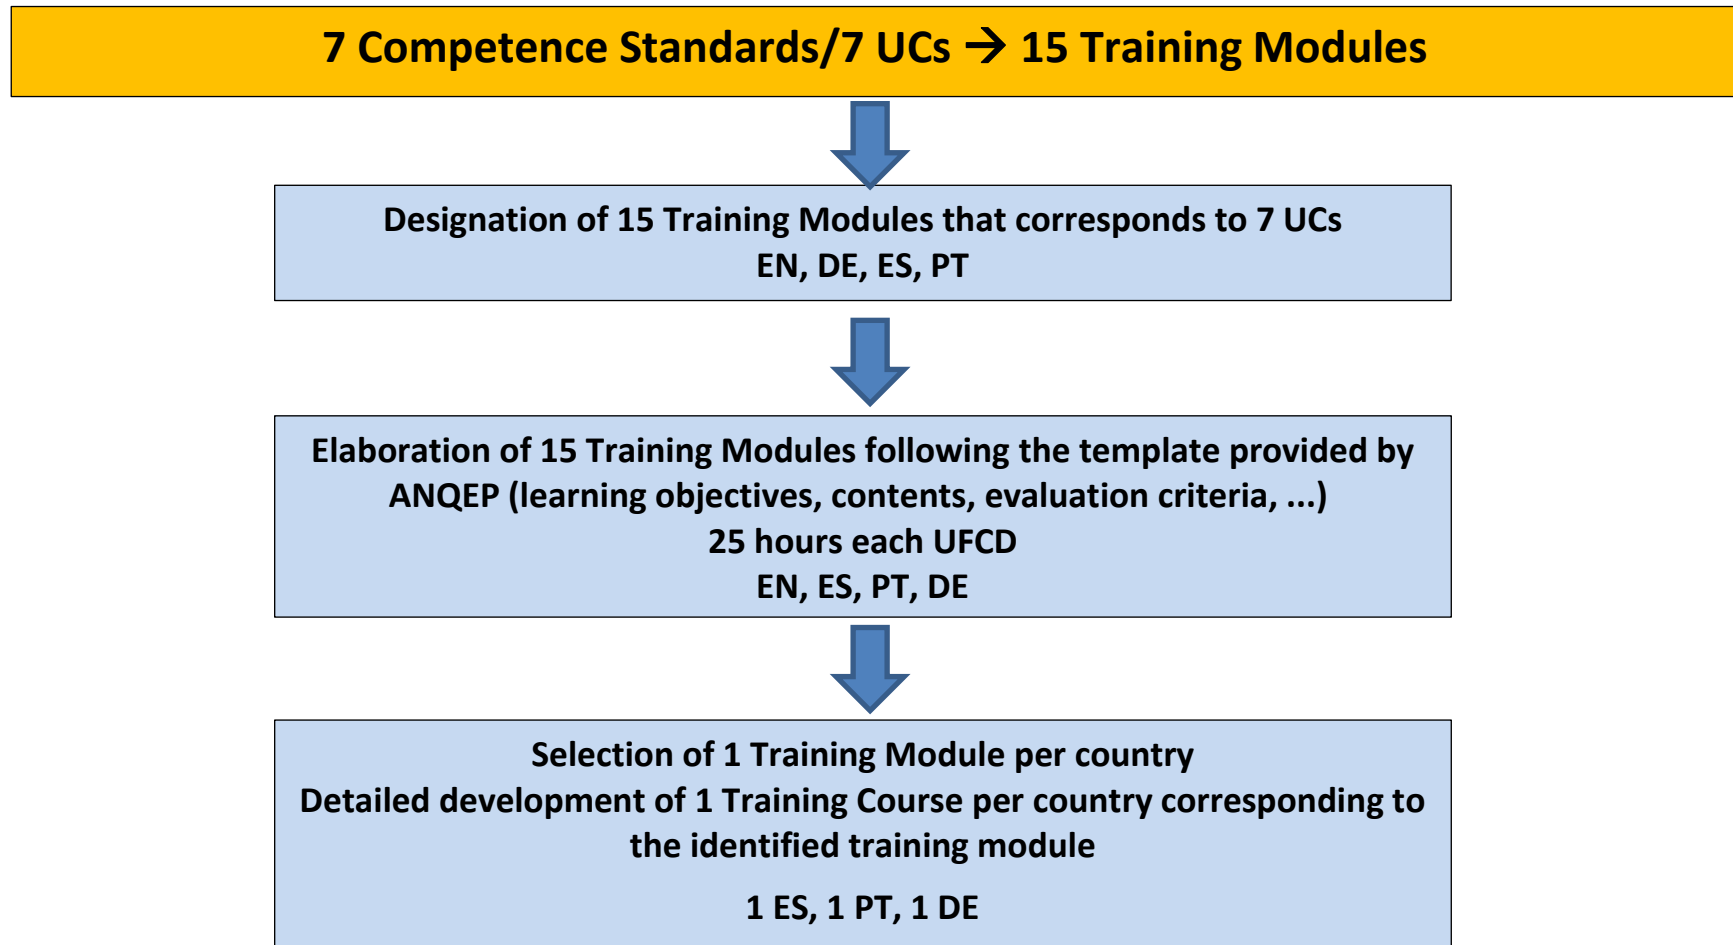 7 Competence Standards/7 UCs → 15 Training Modules
Designation of 15 Training Modules that corresponds to 7 UCs
EN, DE, ES, PT
Elaboration of 15 Training Modules following the template provided by
ANQEP (learning objectives, contents, evaluation criteria, ...)
25 hours each UFCD
EN, ES, PT, DE
Selection of 1 Training Module per country
Detailed development of 1 Training Course per country corresponding to
the identified training module
1 ES, 1 PT, 1 DE